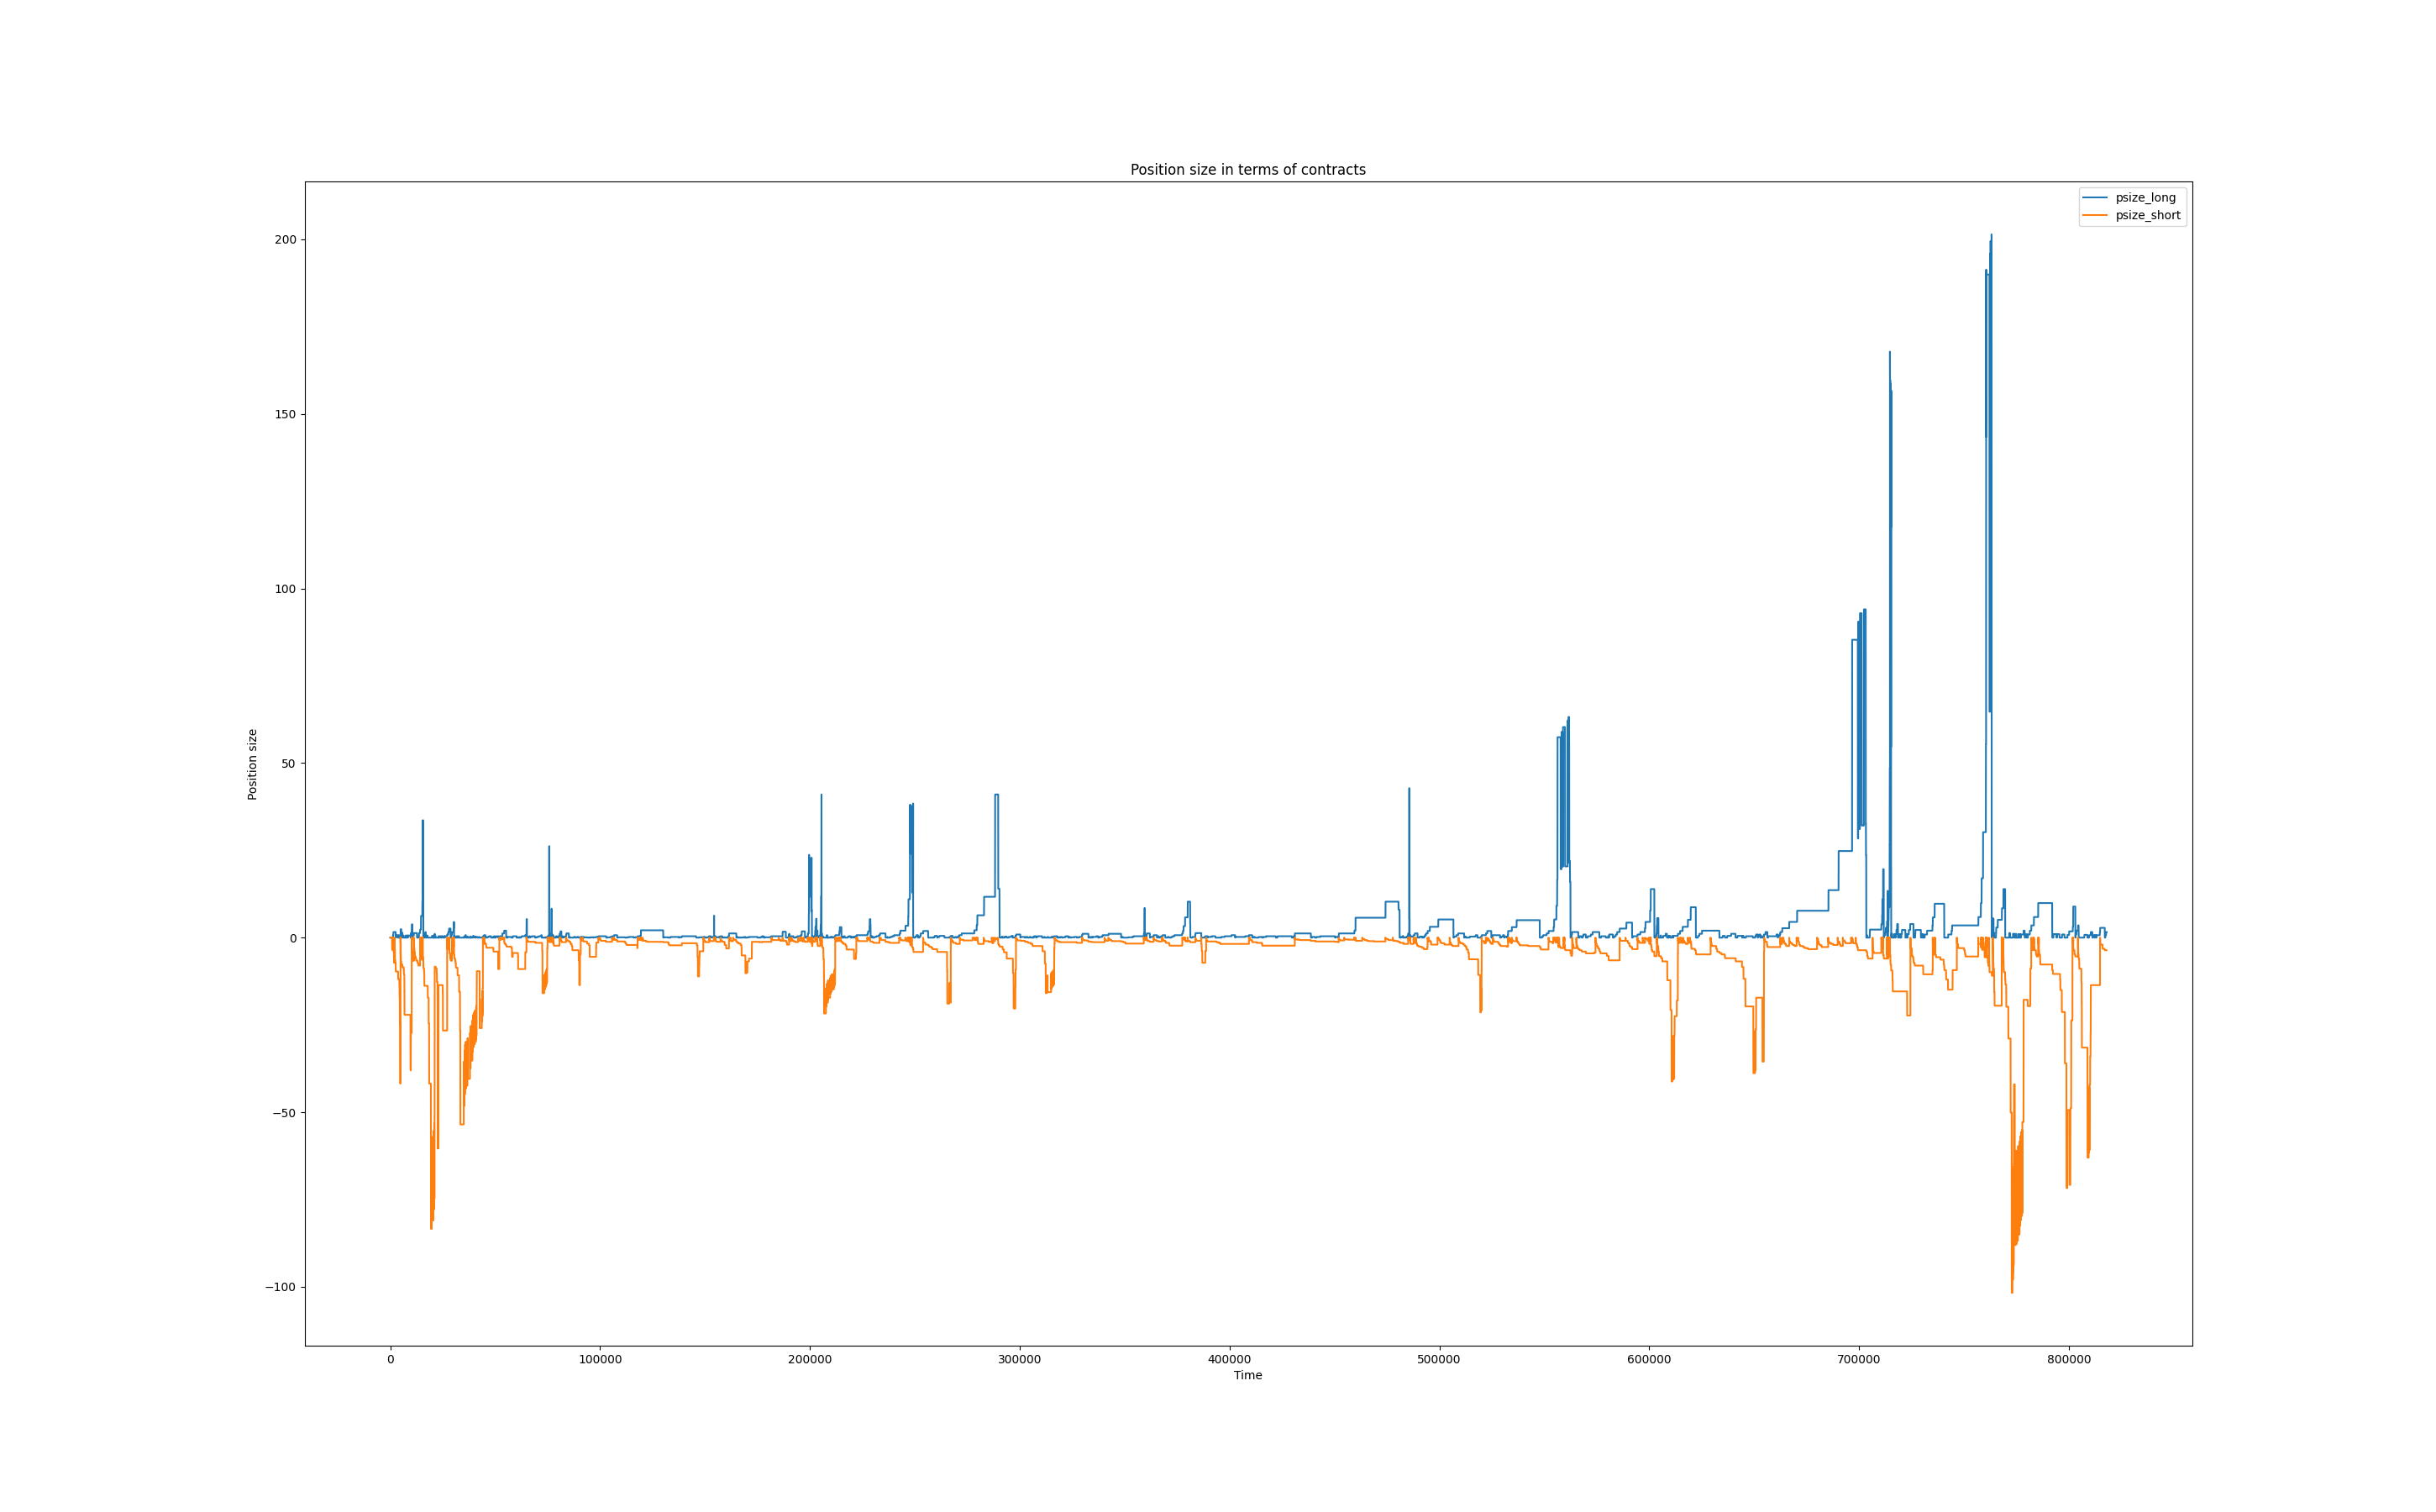 Position size in terms of contracts
psize_long
psize_short
200
150
100
50
0
−50
−100
Position size
0 100000 200000 300000 400000 500000 600000 700000 800000
Time